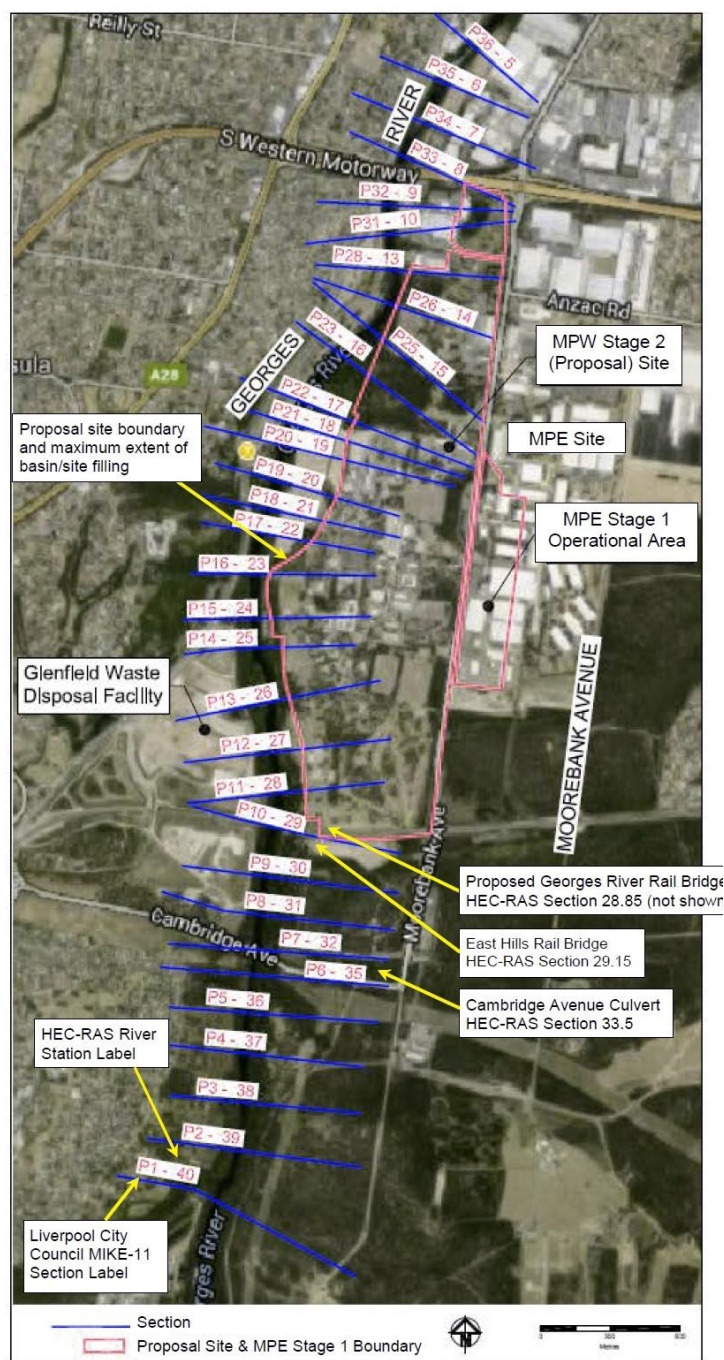 Reilly St
P36 - 5
P35 - 6
RIVER
P34 - 7
S Western Motorway
P33 - 8
P32 - 9
P31 - 10
P28 - 13
Anzac Rd
P26 - 14
P23 - 16
P25 - 15
GEORGES
River
MPW Stage 2
(Proposal) Site
sula
A28
P22 - 17
P21 - 18
P20 - 19
MPE Site
Proposal site boundary
and maximum extent of
basin/site filling
P19 - 20
P18 - 21
P17 - 22
MPE Stage 1
Operational Area
P16 - 23
P15 - 24
P14 - 25
Glenfield Waste
Disposal Facility
P13 - 26
MOOREBANK AVENUE
P12 - 27
P11 - 28
P10 - 29
Moorebank Ave
P9 - 30
Proposed Georges River Rail Bridge
HEC-RAS Section 28.85 (not shown
P8 - 31
Cambridge Ave
P7 - 32
East Hills Rail Bridge
HEC-RAS Section 29.15
P6 - 35
P5 - 36
Cambridge Avenue Culvert
HEC-RAS Section 33.5
HEC-RAS River
Station Label
P4 - 37
P3 - 38
P2 - 39
P1 - 40
Liverpool City
Council MIKE-11
Section Label
rges River
Section
Proposal Site & MPE Stage 1 Boundary
0
Metres